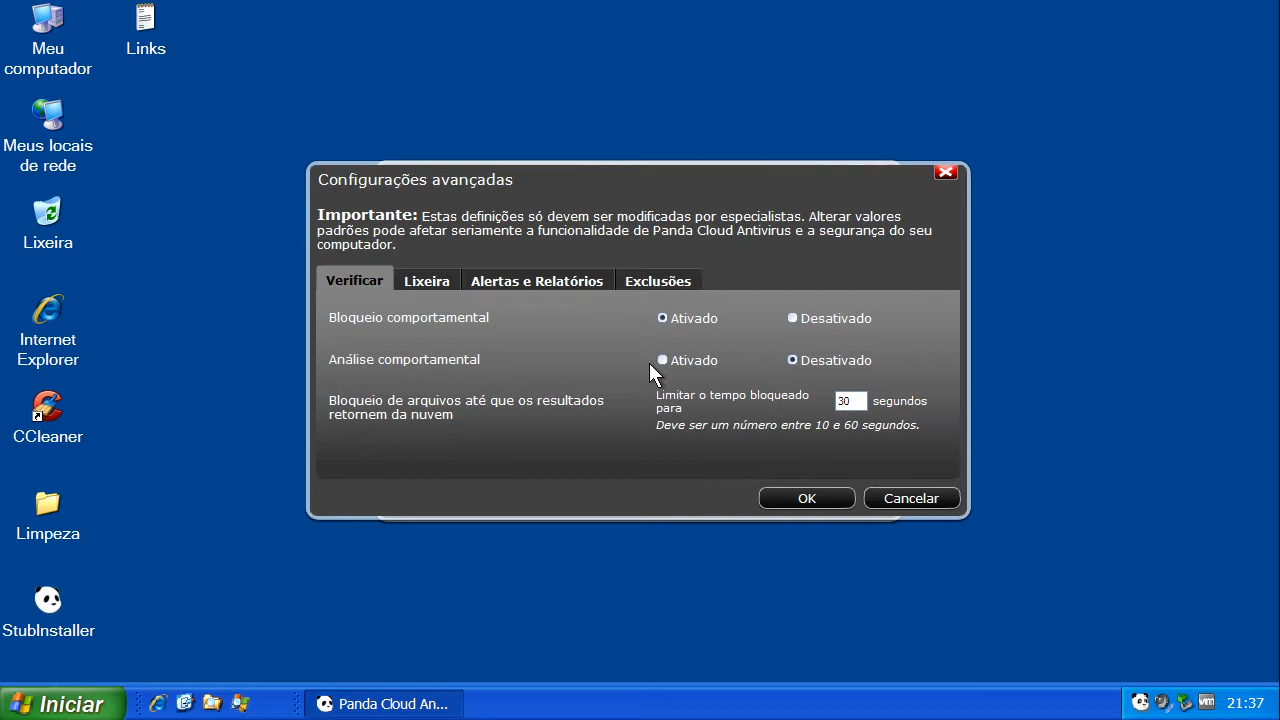 Meu
computador
Links
Meus locais
de rede
Lixeira
Internet
Explorer
CCleaner
Limpeza
StubInstaller
Configurações avançadas
Importante: Estas definições só devem ser modificadas por especialistas. Alterar valores
padrões pode afetar seriamente a funcionalidade de Panda Cloud Antivirus e a segurança do seu
computador.
Verificar Lixeira Alertas e Relatórios Exclusões
Bloqueio comportamental Ativado Desativado
Análise comportamental Ativado Desativado
Bloqueio de arquivos até que os resultados
retornem da nuvem
Limitar o tempo bloqueado
para
30 segundos
Deve ser um número entre 10 e 60 segundos.
OK Cancelar
Iniciar Panda Cloud An... vm 21:37